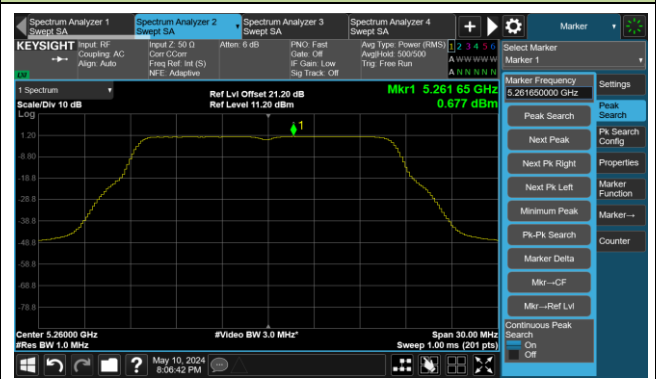 Spectrum Analyzer 1
Swept SA
Spectrum Analyzer 2
Swept SA
Spectrum Analyzer 3
Swept SA
Spectrum Analyzer 4
Swept SA
+
Marker
KEYSIGHT
Input: RF
Coupling: AC
Align: Auto
Input Z: 50 Ω
Corr CCorr
Freq Ref: Int (S)
NFE: Adaptive
Atten: 6 dB
PNO: Fast
Gate: Off
IF Gain: Low
Sig Track: Off
Avg Type: Power (RMS)
Avg|Hold: 500/500
Trig: Free Run
1 2 3 4 5 6
A W W W W W
A N N N N N
LXI
Select Marker
Marker 1
1 Spectrum
Scale/Div 10 dB
Log
Ref Lvl Offset 21.20 dB
Ref Level 11.20 dBm
Mkr1 5.261 65 GHz
0.677 dBm
1
1.20
-8.80
-18.8
-28.8
-38.8
-48.8
-58.8
-68.8
-78.8
Center 5.26000 GHz
#Res BW 1.0 MHz
#Video BW 3.0 MHz*
Span 30.00 MHz
Sweep 1.00 ms (201 pts)
Marker Frequency
5.261650000 GHz
Peak Search
Next Peak
Next Pk Right
Next Pk Left
Minimum Peak
Pk-Pk Search
Marker Delta
Mkr→CF
Mkr→Ref Lvl
Continuous Peak
Search
On
Off
Settings
Peak
Search
Pk Search
Config
Properties
Marker
Function
Marker→
Counter
?
May 10, 2024
8:06:42 PM